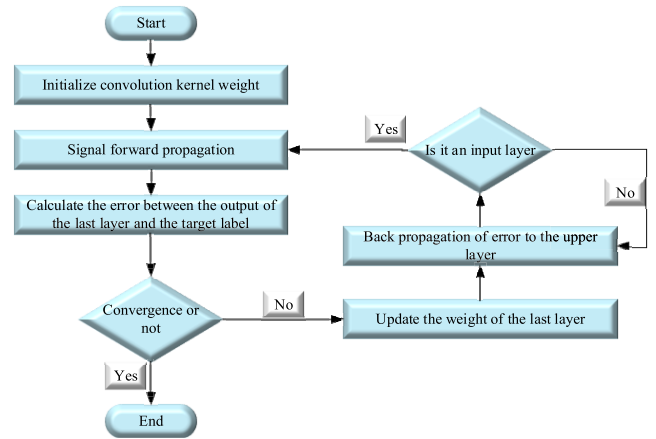 Start
Initialize convolution kernel weight
Signal forward propagation
Calculate the error between the output of
the last layer and the target label
Convergence or
not
Yes
End
No
Update the weight of the last layer
Back propagation of error to the upper
layer
Is it an input layer
Yes
No